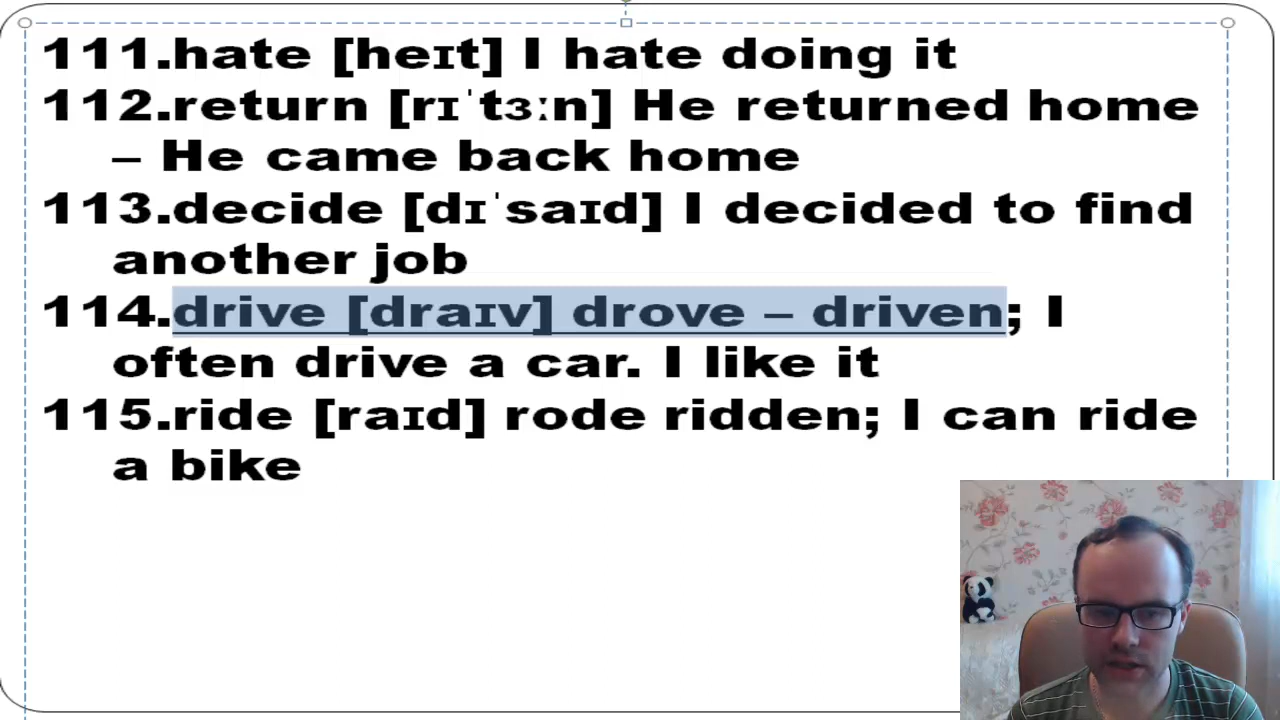 111.hate [heɪt] I hate doing it
112.return [rɪˈtɜːn] He returned home
– He came back home
113.decide [dɪˈsaɪd] I decided to find
another job
114.drive [draɪv] drove – driven; I
often drive a car. I like it
115.ride [raɪd] rode ridden; I can ride
a bike